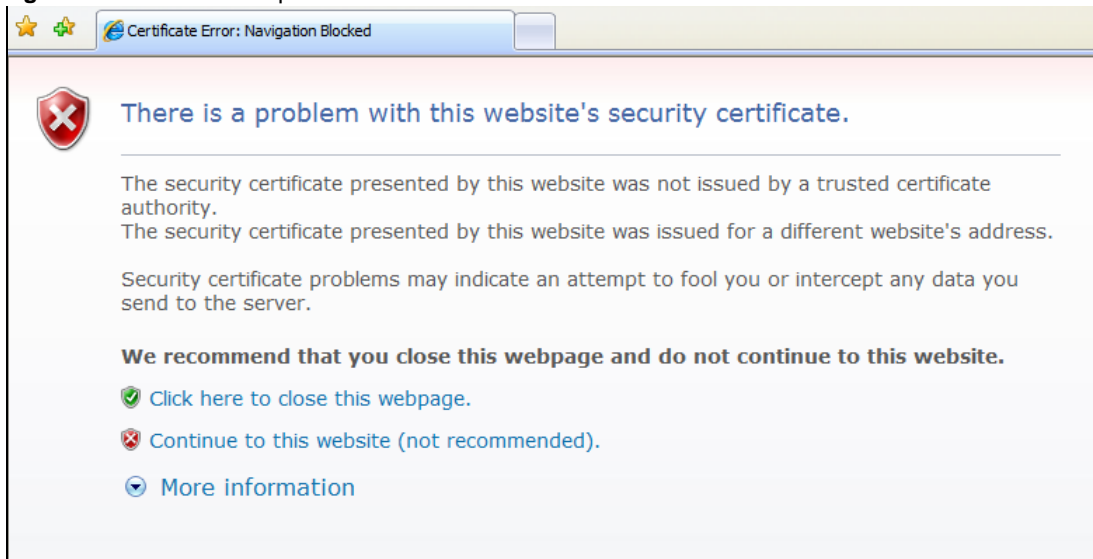 Certificate Error: Navigation Blocked
There is a problem with this website's security certificate.
The security certificate presented by this website was not issued by a trusted certificate
authority.
The security certificate presented by this website was issued for a different website's address.
Security certificate problems may indicate an attempt to fool you or intercept any data you
send to the server.
We recommend that you close this webpage and do not continue to this website.
Click here to close this webpage.
Continue to this website (not recommended).
More information